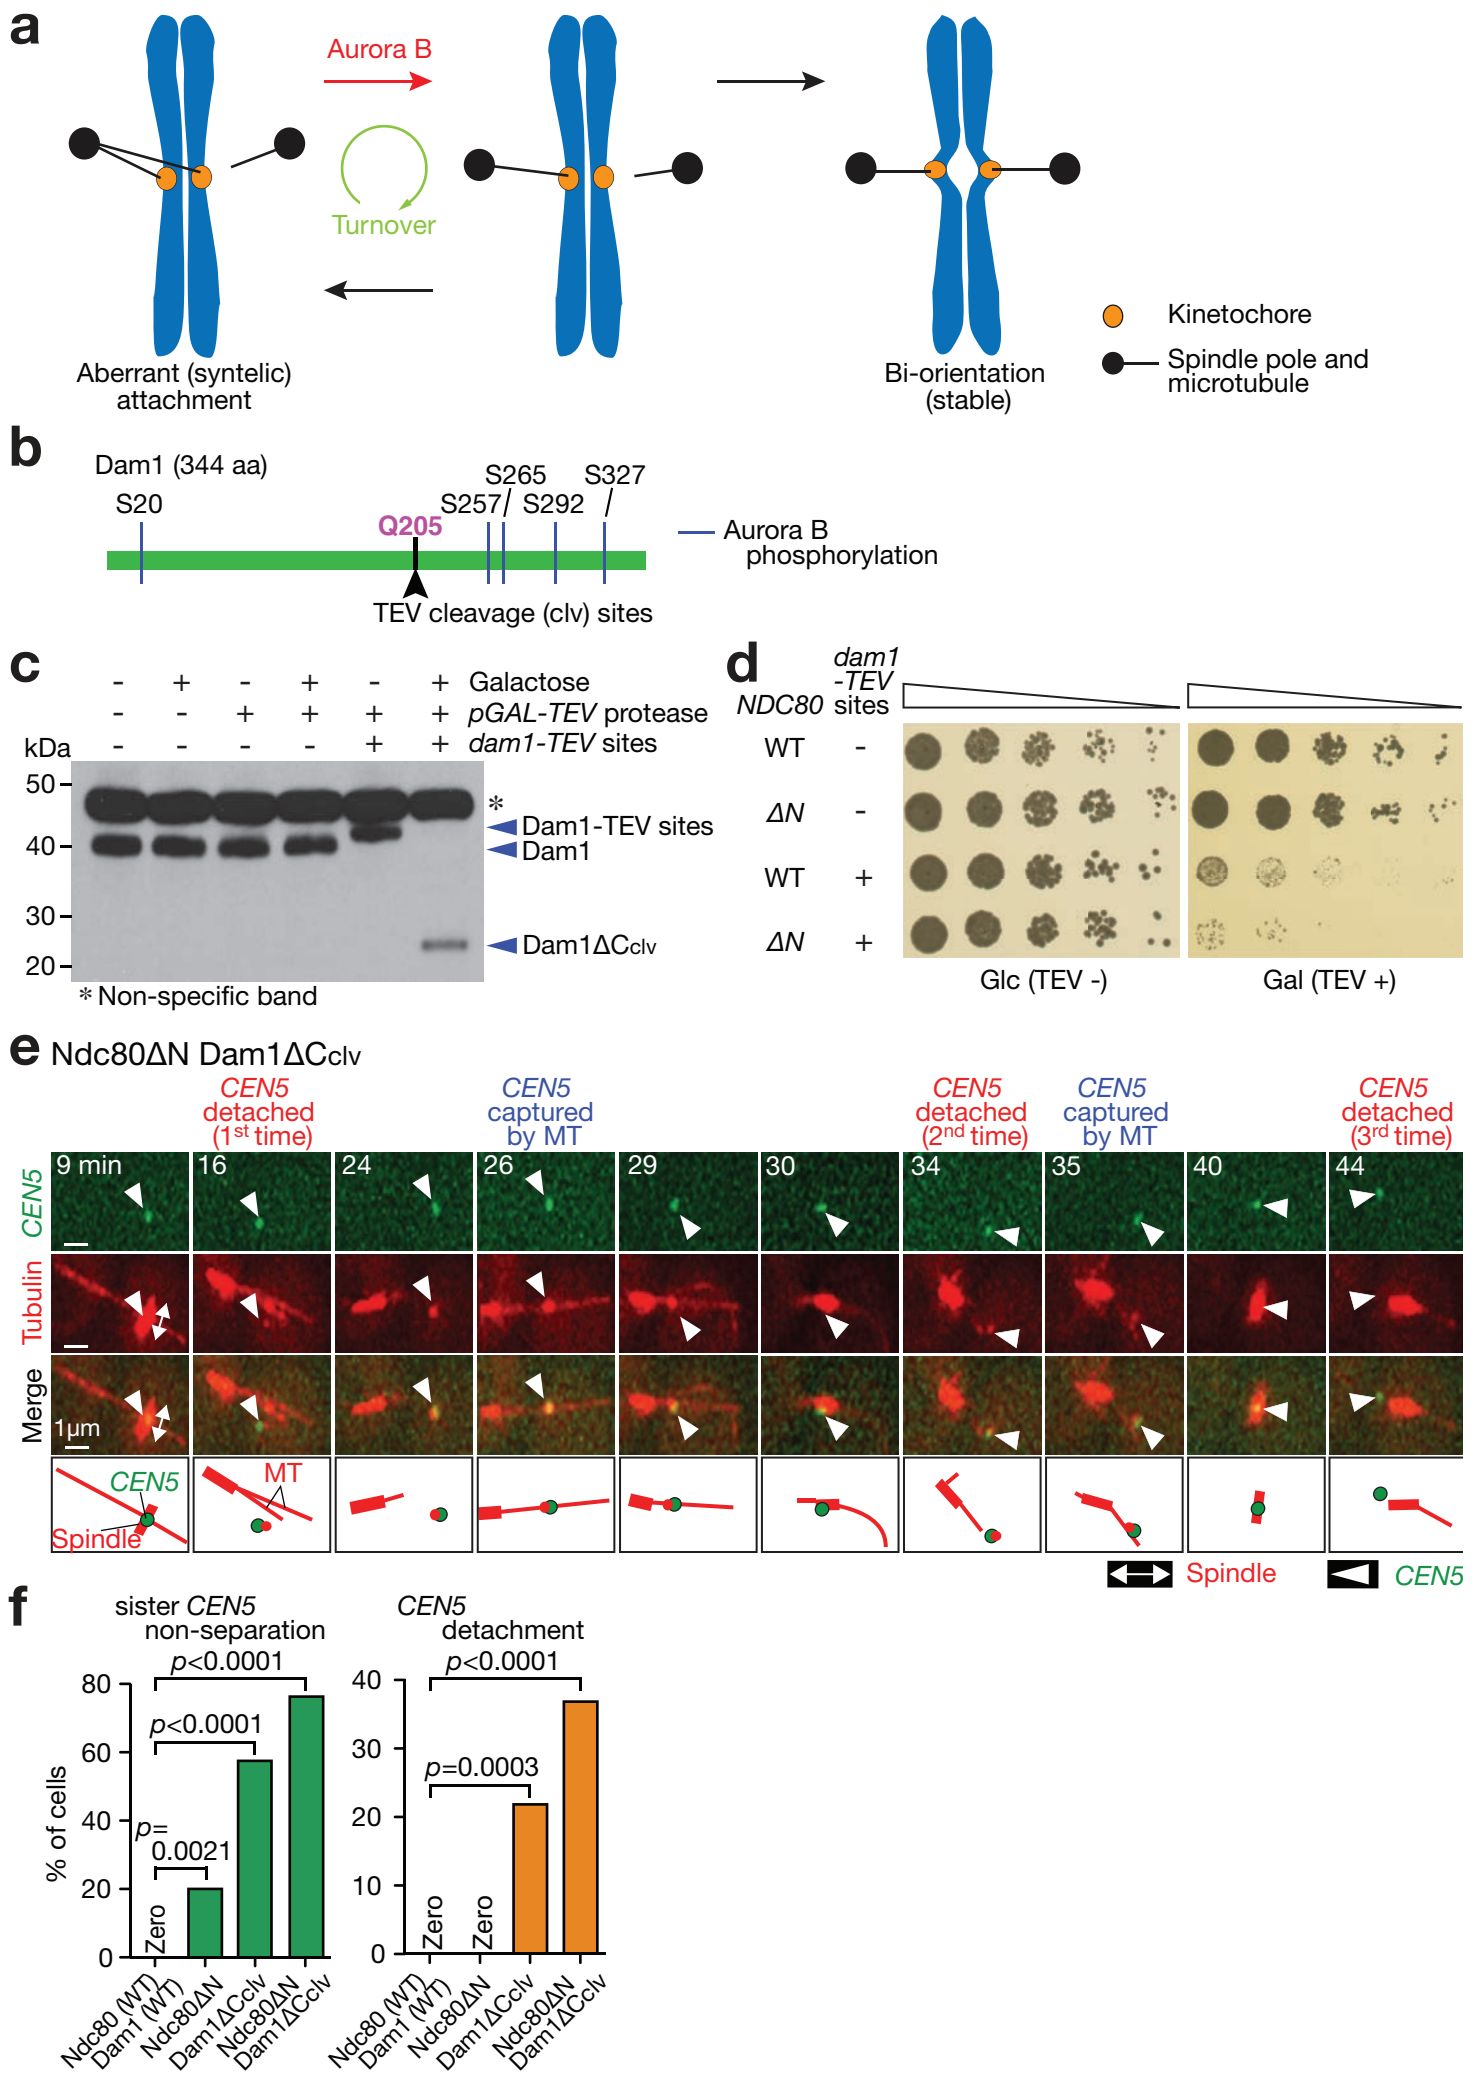 a
Aurora B
Turnover
Aberrant (syntelic)
attachment
Bi-orientation
(stable)
Kinetochore
Spindle pole and
microtubule
b
Dam1 (344 aa)
S20
Q205
S257
S265
S292
S327
Aurora B
phosphorylation
TEV cleavage (clv) sites
c
- + - + - + Galactose
- - + + + + pGAL-TEV protease
- - - - + + dam1-TEV sites
kDa
50
40
30
20
*
Dam1-TEV sites
Dam1
Dam1ΔCclv
* Non-specific band
d
dam1
-TEV
NDC80 sites
WT -
ΔN -
WT +
ΔN +
Glc (TEV -)
Gal (TEV +)
e Ndc80ΔN Dam1ΔCclv
CEN5
detached
(1st time)
CEN5
captured
by MT
CEN5
detached
(2nd time)
CEN5
captured
by MT
CEN5
detached
(3rd time)
9 min 16 24 26 29 30 34 35 40 44
CEN5
Tubulin
Merge
1µm
CEN5
Spindle
MT
Spindle
CEN5
f
sister CEN5
non-separation
p<0.0001
p<0.0001
p=
0.0021
% of cells
80
60
40
20
0
Zero
Ndc80 (WT)
Dam1 (WT)
Ndc80ΔN
Dam1ΔCclv
Ndc80ΔN
Dam1ΔCclv
CEN5
detachment
p<0.0001
p=0.0003
40
30
20
10
0
Zero
Zero
Ndc80 (WT)
Dam1 (WT)
Ndc80ΔN
Dam1ΔCclv
Ndc80ΔN
Dam1ΔCclv